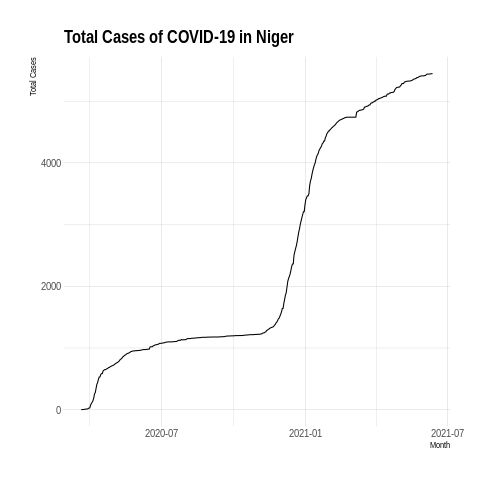 Total Cases of COVID-19 in Niger
Total Cases
4000
2000
0
2020-07
2021-01
2021-07
Month